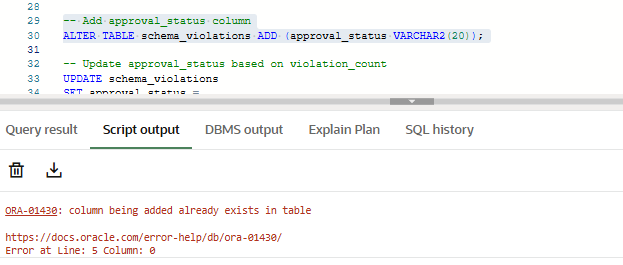 28
29 -- Add approval_status column
30 ALTER TABLE schema_violations ADD (approval_status VARCHAR2(20));
31
32 -- Update approval_status based on violation_count
33 UPDATE schema_violations
34 SET approval_status =
Query result Script output DBMS output Explain Plan SQL history
ORA-01430: column being added already exists in table
https://docs.oracle.com/error-help/db/ora-01430/
Error at Line: 5 Column: 0